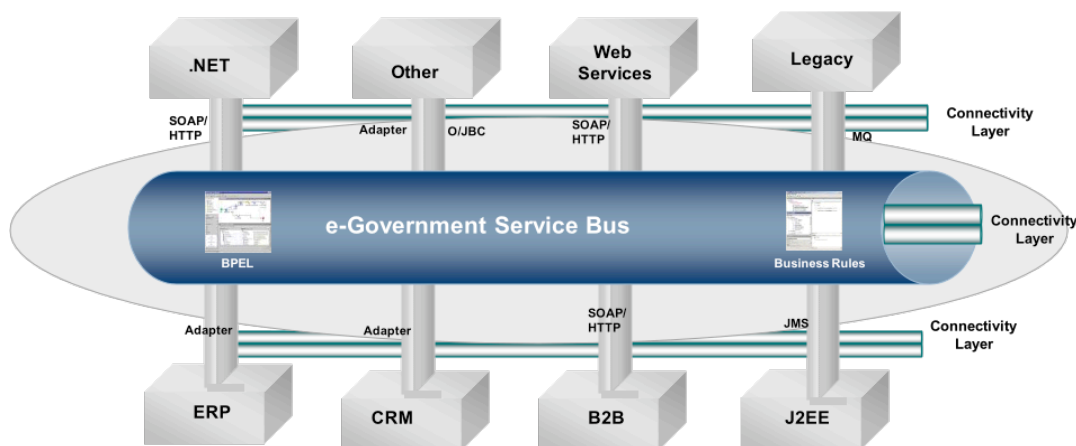 .NET
Other
Web
Services
Legacy
SOAP/
HTTP
Adapter
O/JBC
SOAP/
HTTP
MQ
Connectivity
Layer
e-Government Service Bus
BPEL
Business Rules
Connectivity
Layer
Adapter
Adapter
SOAP/
HTTP
JMS
Connectivity
Layer
ERP
CRM
B2B
J2EE